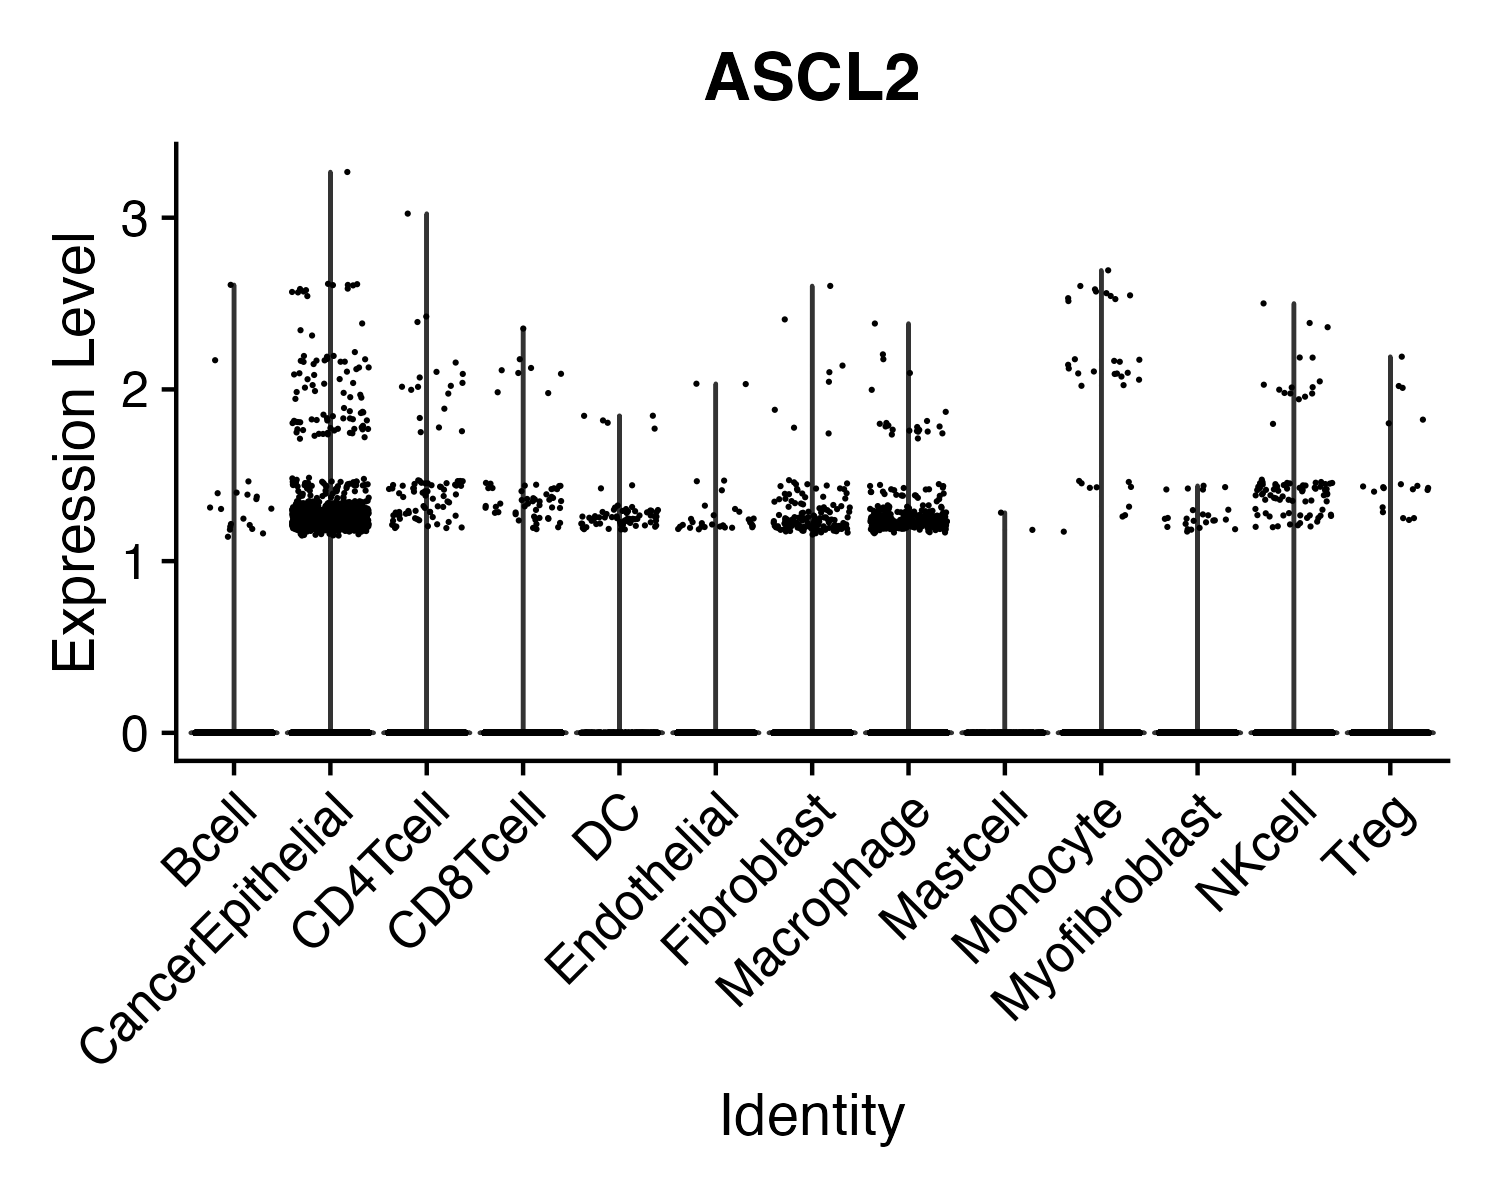 ASCL2
Expression Level
3
2
1
0
Bcell
CancerEpithelial
CD4Tcell
CD8Tcell
DC
Endothelial
Fibroblast
Macrophage
Mastcell
Monocyte
Myofibroblast
NKcell
Treg
Identity